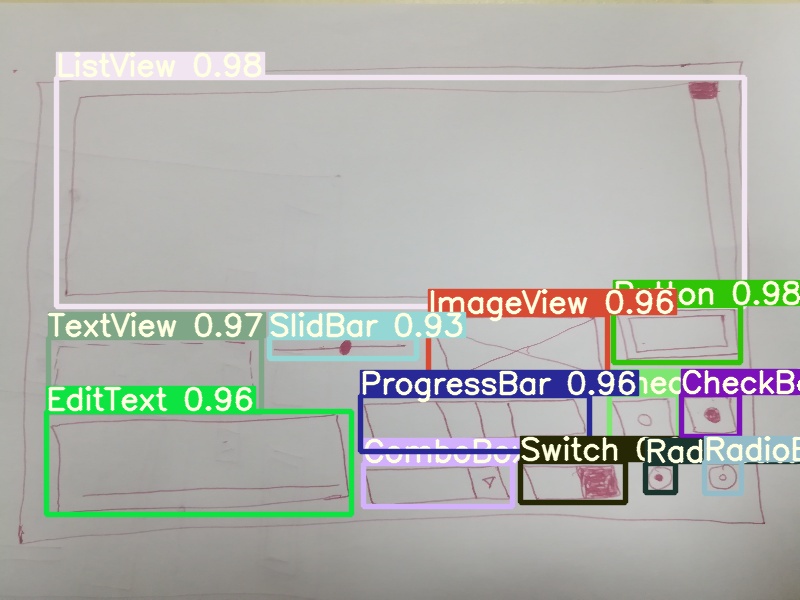 ListView 0.98
Button 0.98
ImageView 0.96
TextView 0.97
SlidBar 0.93
ProgressBar 0.96
CheckBo
EditText 0.96
ComboBox
Switch (
Rad
RadioB